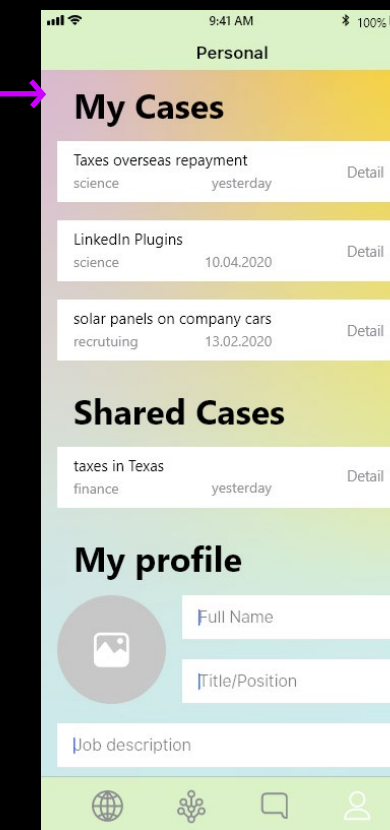 9:41 AM
100%
Personal
My Cases
Taxes overseas repayment
science yesterday
Detail
LinkedIn Plugins
science 10.04.2020
Detail
solar panels on company cars
recrutuing 13.02.2020
Detail
Shared Cases
taxes in Texas
finance yesterday
Detail
My profile
Full Name
Title/Position
Job description